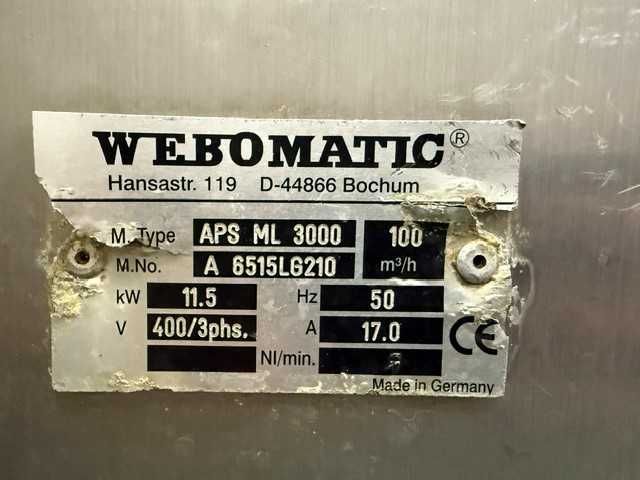 WEBOMATIC®
Hansastr. 119 D-44866 Bochum
M. Type APS ML 3000 100
M.No. A 6515LG210 m³/h
kW 11.5 Hz 50
V 400/3phs. A 17.0 CE
Nl/min.
Made in Germany